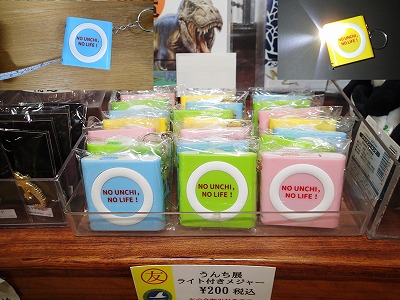 NO UNCHI,
NO LIFE !
NO UNCHI,
NO LIFE !
NO UNCHI,
NO LIFE !
NO UNCHI,
NO LIFE !
NO UNCHI,
NO LIFE !
友
うんち展
ライト付きメジャー
¥200 税込